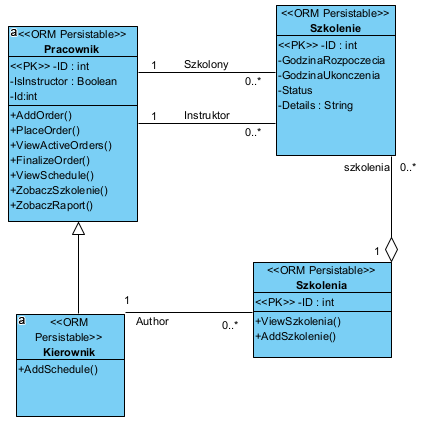 a
<<ORM Persistable>>
Pracownik
<<PK>> -ID : int
-IsInstructor : Boolean
-Id:int
+AddOrder()
+PlaceOrder()
+ViewActiveOrders()
+FinalizeOrder()
+ViewSchedule()
+ZobaczSzkolenie()
+ZobaczRaport()
1
Szkolony
0..*
1
Instruktor
0..*
<<ORM Persistable>>
Szkolenie
<<PK>> -ID : int
-GodzinaRozpoczecia
-GodzinaUkonczenia
-Status
-Details : String
szkolenia
0..*
1
<<ORM Persistable>>
Szkolenia
<<PK>> -ID : int
+ViewSzkolenia()
+AddSzkolenie()
1
Author
0..*
a
<<ORM
Persistable>>
Kierownik
+AddSchedule()